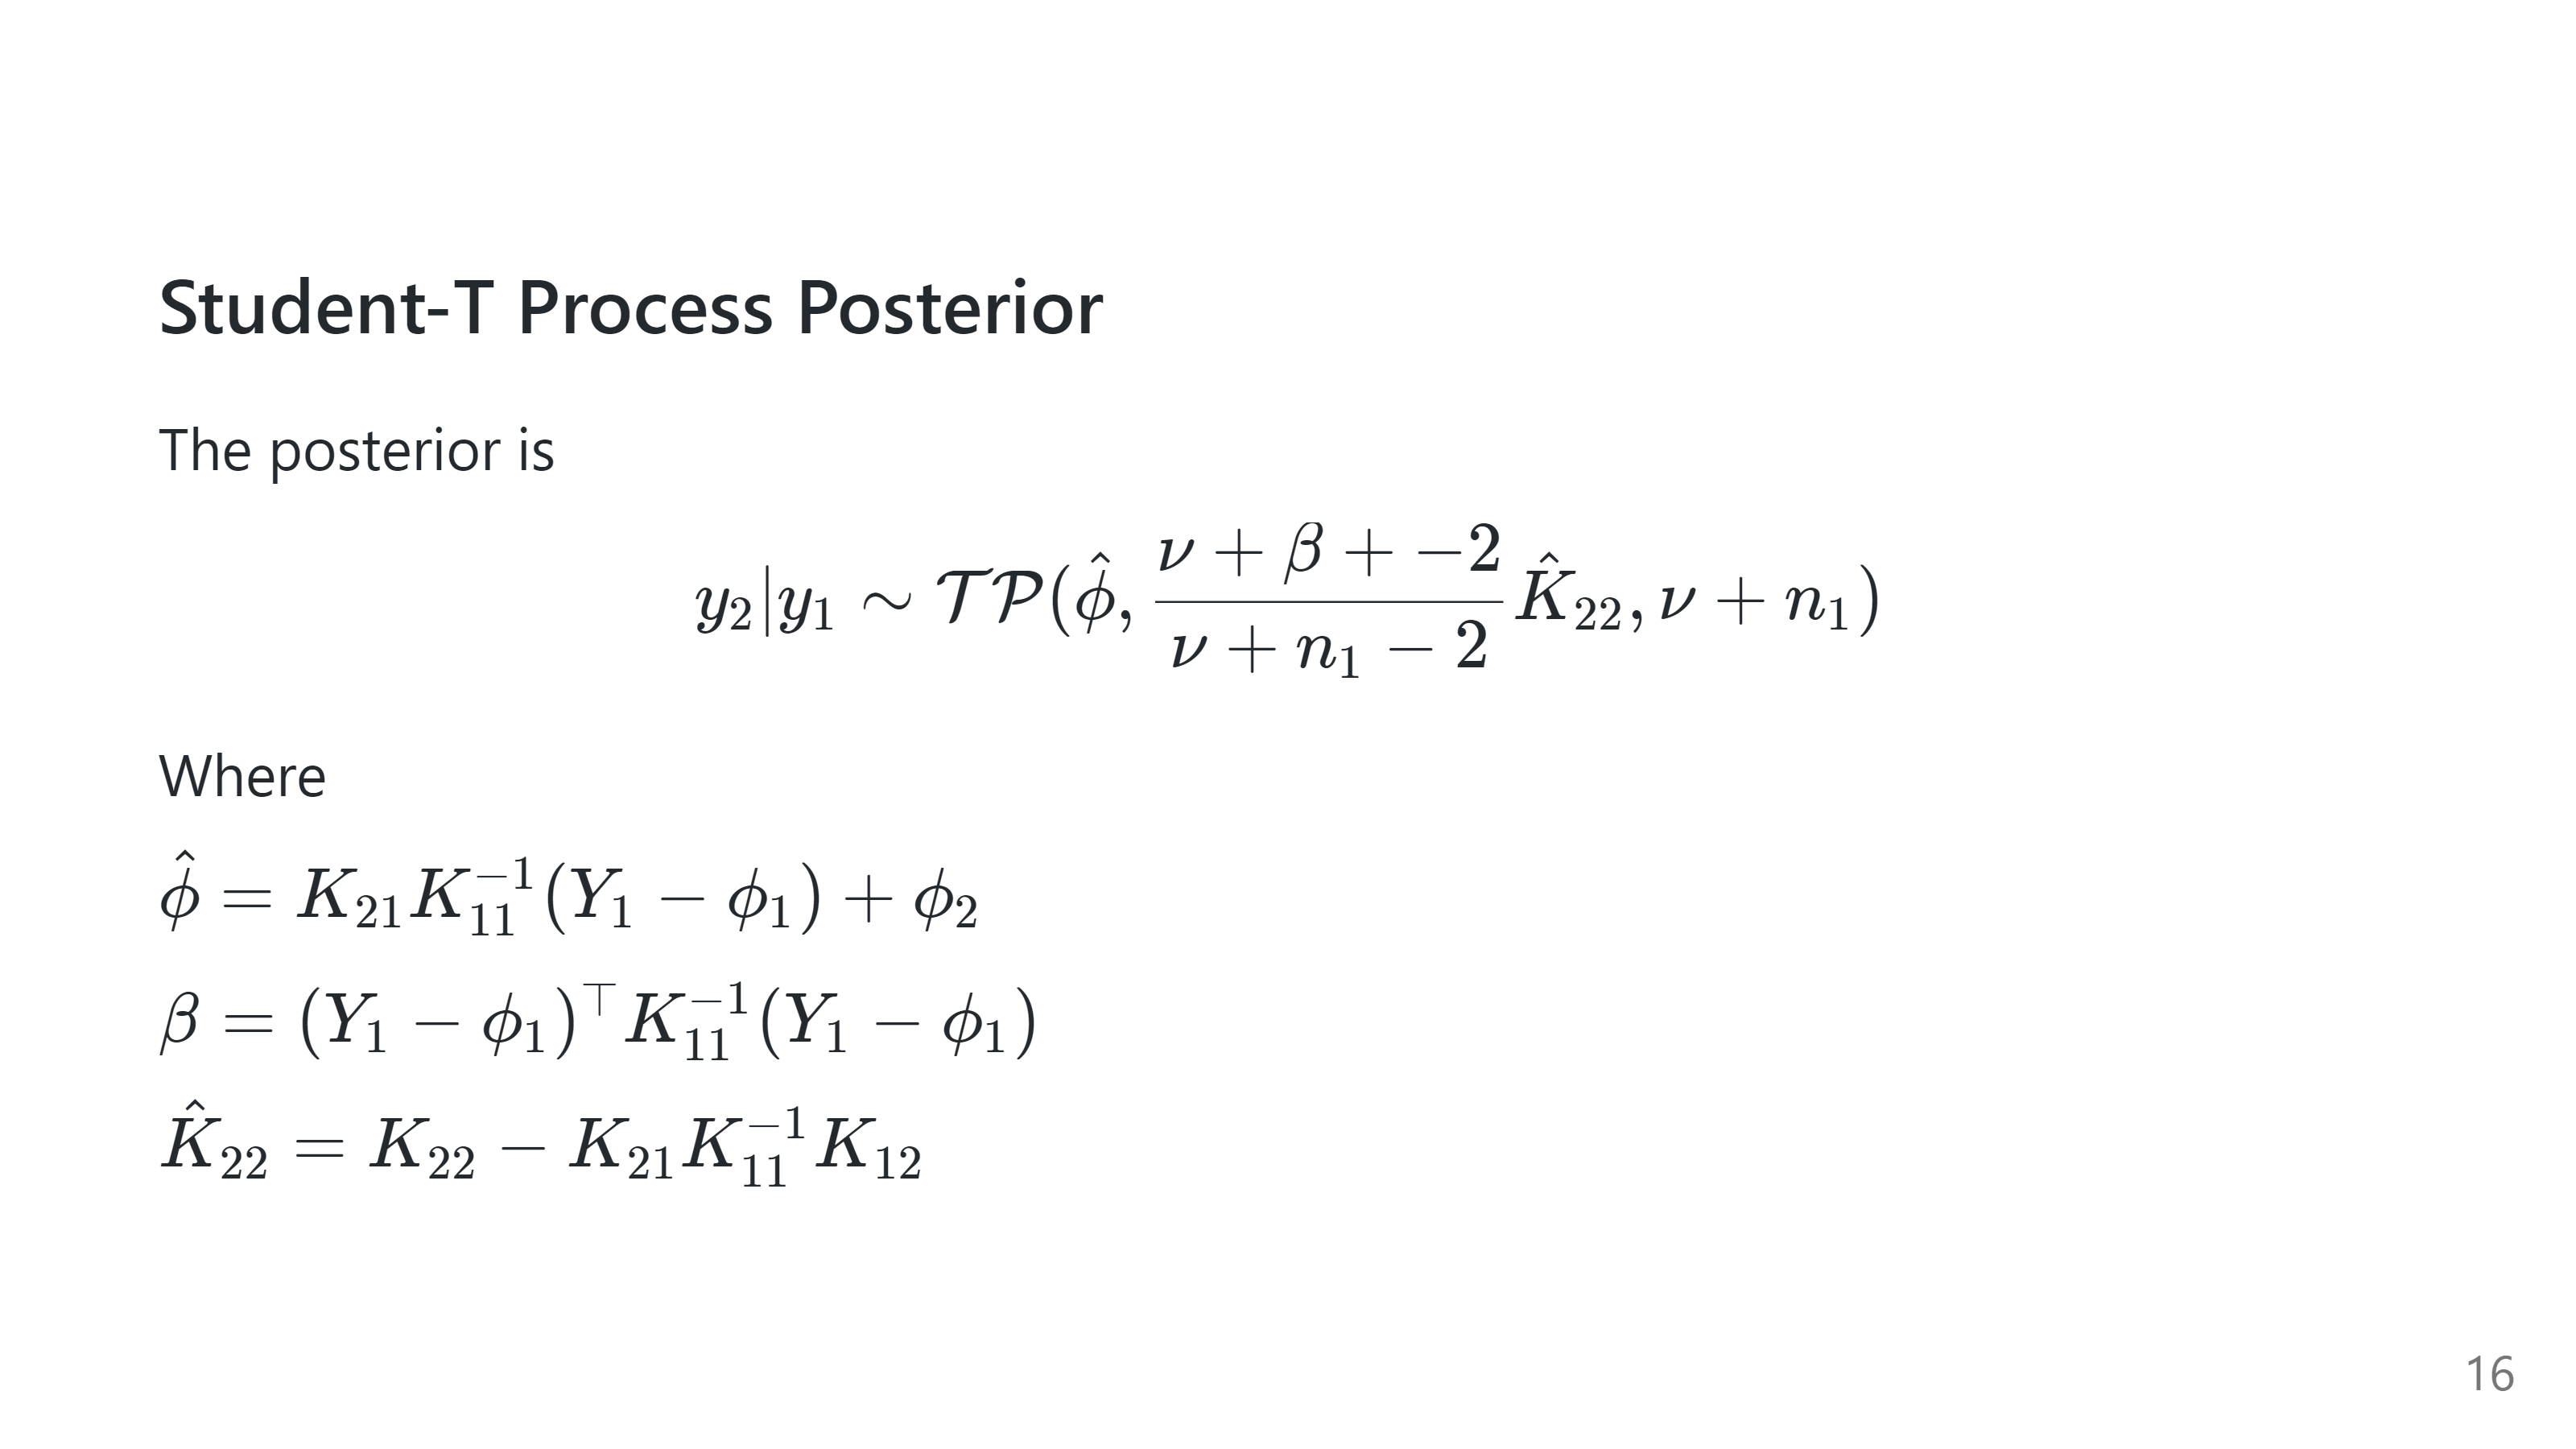 Student-T Process Posterior
The posterior is
$y_2|y_1 \sim \mathcal{TP}(\hat{\phi}, \frac{\nu + \beta + -2}{\nu + n_1 - 2} \hat{K}_{22}, \nu + n_1)$
Where
$\hat{\phi} = K_{21} K_{11}^{-1} (Y_1 - \phi_1) + \phi_2$
$\beta = (Y_1 - \phi_1)^\top K_{11}^{-1} (Y_1 - \phi_1)$
$\hat{K}_{22} = K_{22} - K_{21} K_{11}^{-1} K_{12}$
16